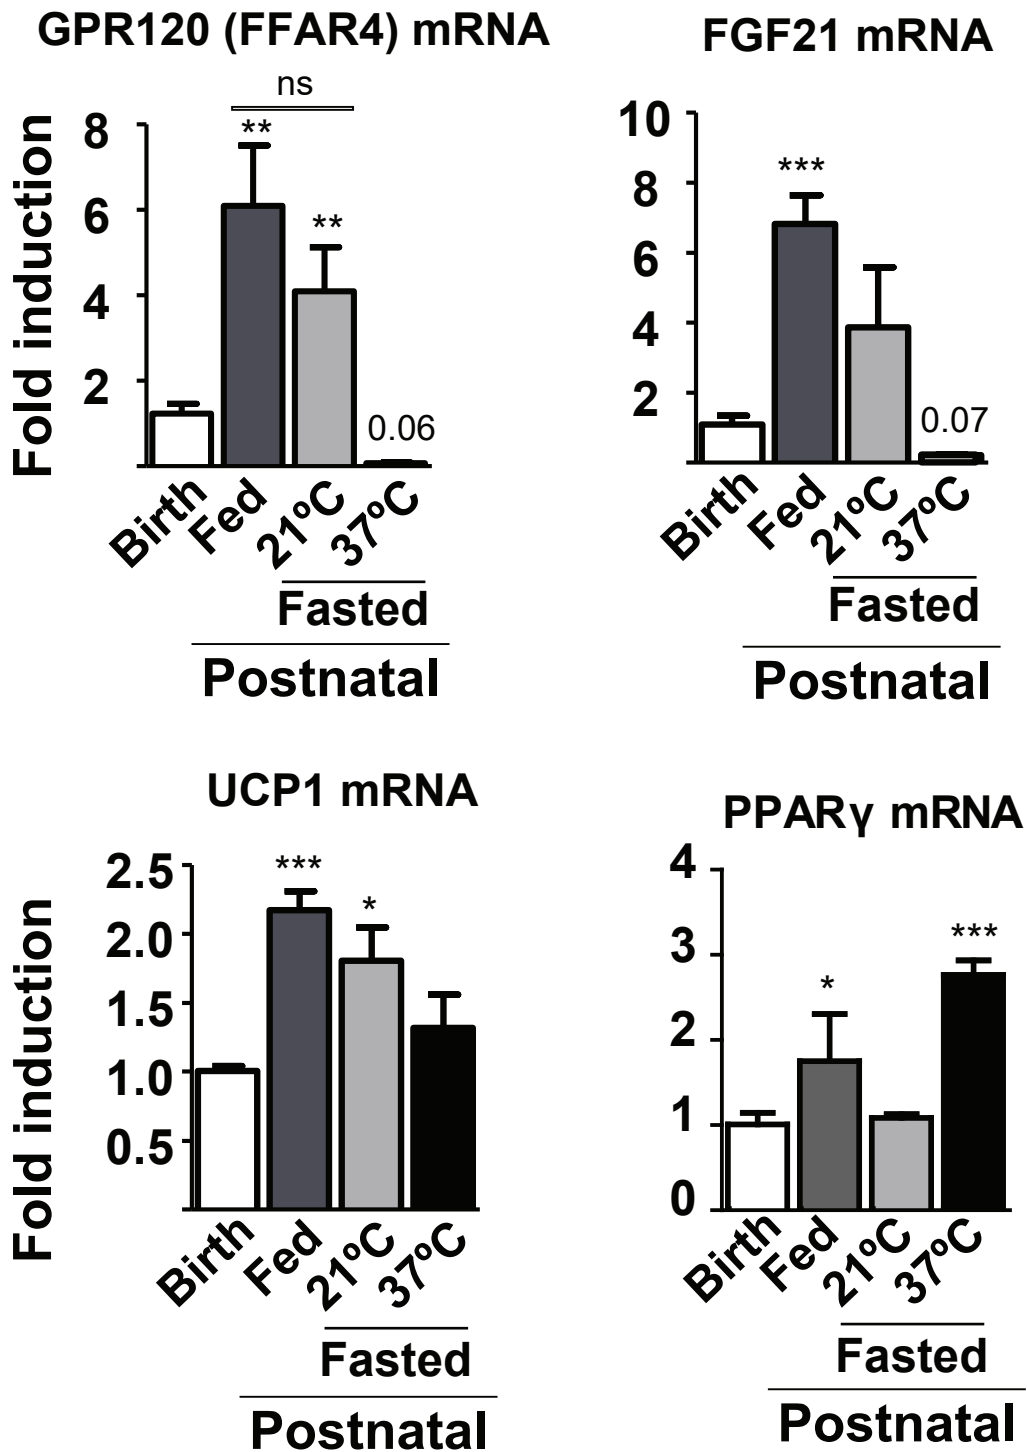 GPR120 (FFAR4) mRNA
ns
Fold induction
8
6
4
2
**
**
0.06
Birth
Fed
21ºC
37ºC
Fasted
Postnatal
FGF21 mRNA
10
8
6
4
2
***
0.07
Birth
Fed
21ºC
37ºC
Fasted
Postnatal
UCP1 mRNA
Fold induction
2.5
2.0
1.5
1.0
0.5
***
*
Birth
Fed
21ºC
37ºC
Fasted
Postnatal
PPARγ mRNA
4
3
2
1
0
*
***
Birth
Fed
21ºC
37ºC
Fasted
Postnatal